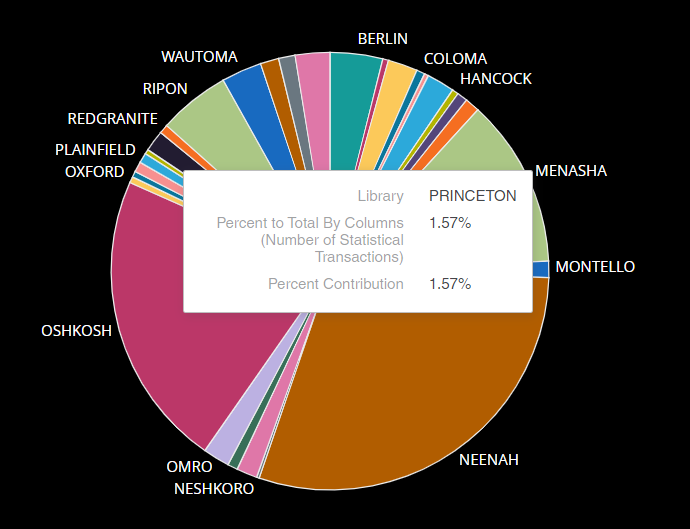 BERLIN
COLOMA
HANCOCK
MENASHA
MONTELLO
NEENAH
NESHKORO
OMRO
OSHKOSH
OXFORD
PLAINFIELD
REDGRANITE
RIPON
WAUTOMA
Library PRINCETON
Percent to Total By Columns 1.57%
(Number of Statistical
Transactions)
Percent Contribution 1.57%